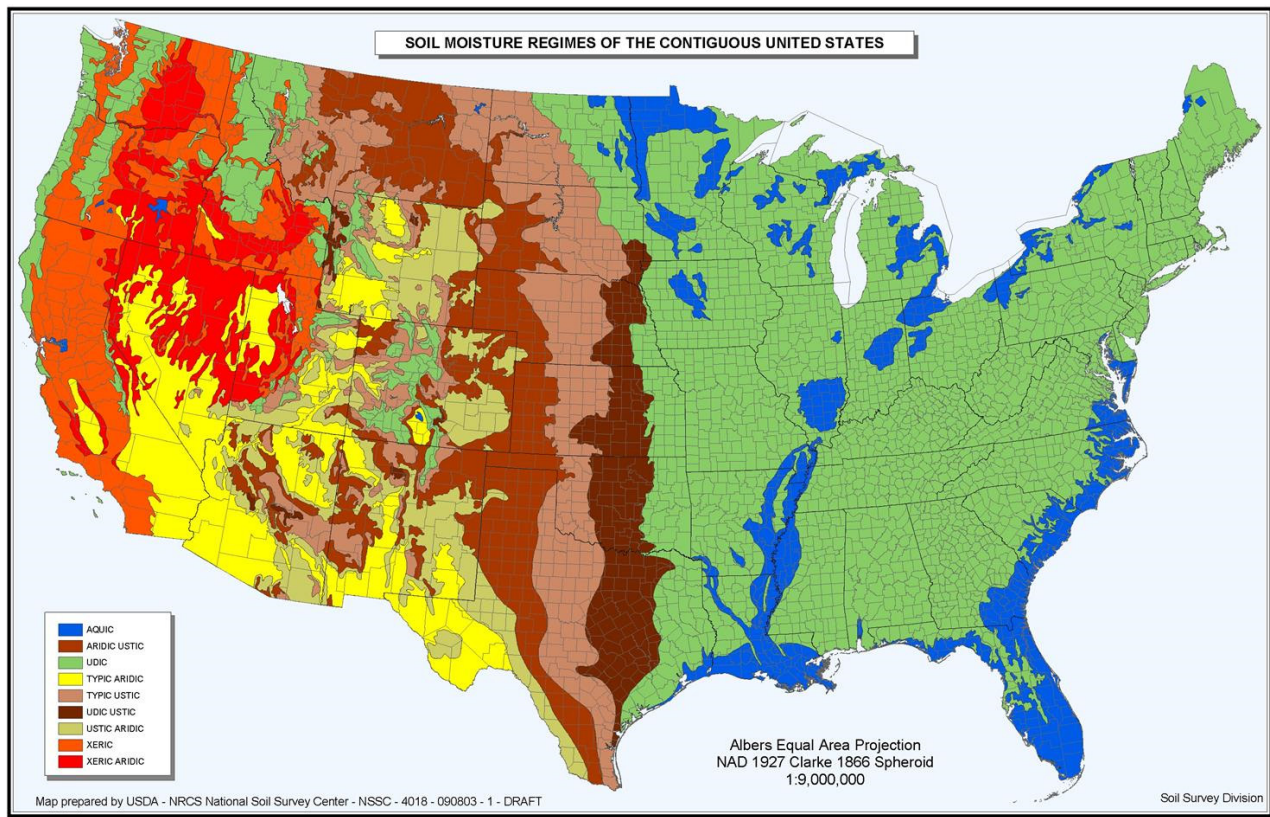 SOIL MOISTURE REGIMES OF THE CONTIGUOUS UNITED STATES
AQUIC
ARIDIC USTIC
UDIC
TYPIC ARIDIC
TYPIC USTIC
UDIC USTIC
USTIC ARIDIC
XERIC
XERIC ARIDIC
Albers Equal Area Projection
NAD 1927 Clarke 1866 Spheroid
1:9,000,000
Map prepared by USDA - NRCS National Soil Survey Center - NSSC - 4018 - 090803 - 1 - DRAFT
Soil Survey Division